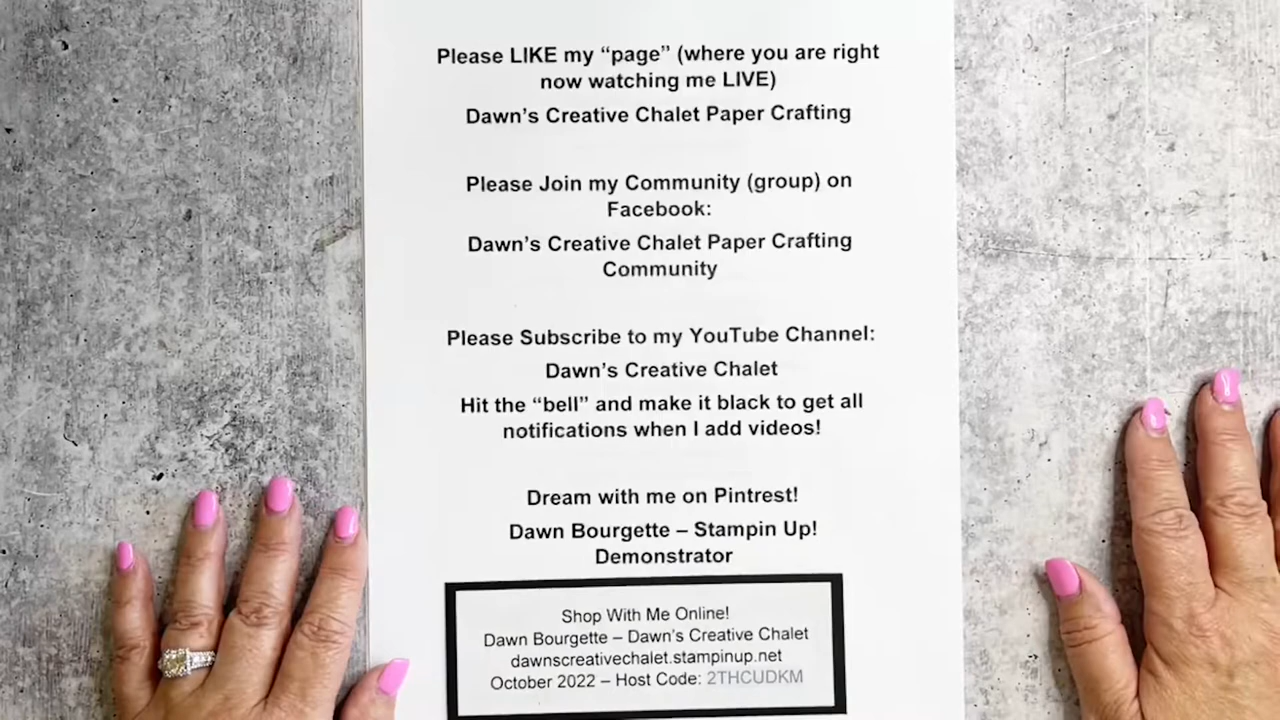 Please LIKE my “page” (where you are right
now watching me LIVE)
Dawn’s Creative Chalet Paper Crafting
Please Join my Community (group) on
Facebook:
Dawn’s Creative Chalet Paper Crafting
Community
Please Subscribe to my YouTube Channel:
Dawn’s Creative Chalet
Hit the “bell” and make it black to get all
notifications when I add videos!
Dream with me on Pintrest!
Dawn Bourgette – Stampin Up!
Demonstrator
Shop With Me Online!
Dawn Bourgette – Dawn’s Creative Chalet
dawnscreativechalet.stampinup.net
October 2022 – Host Code: 2THCUDKM